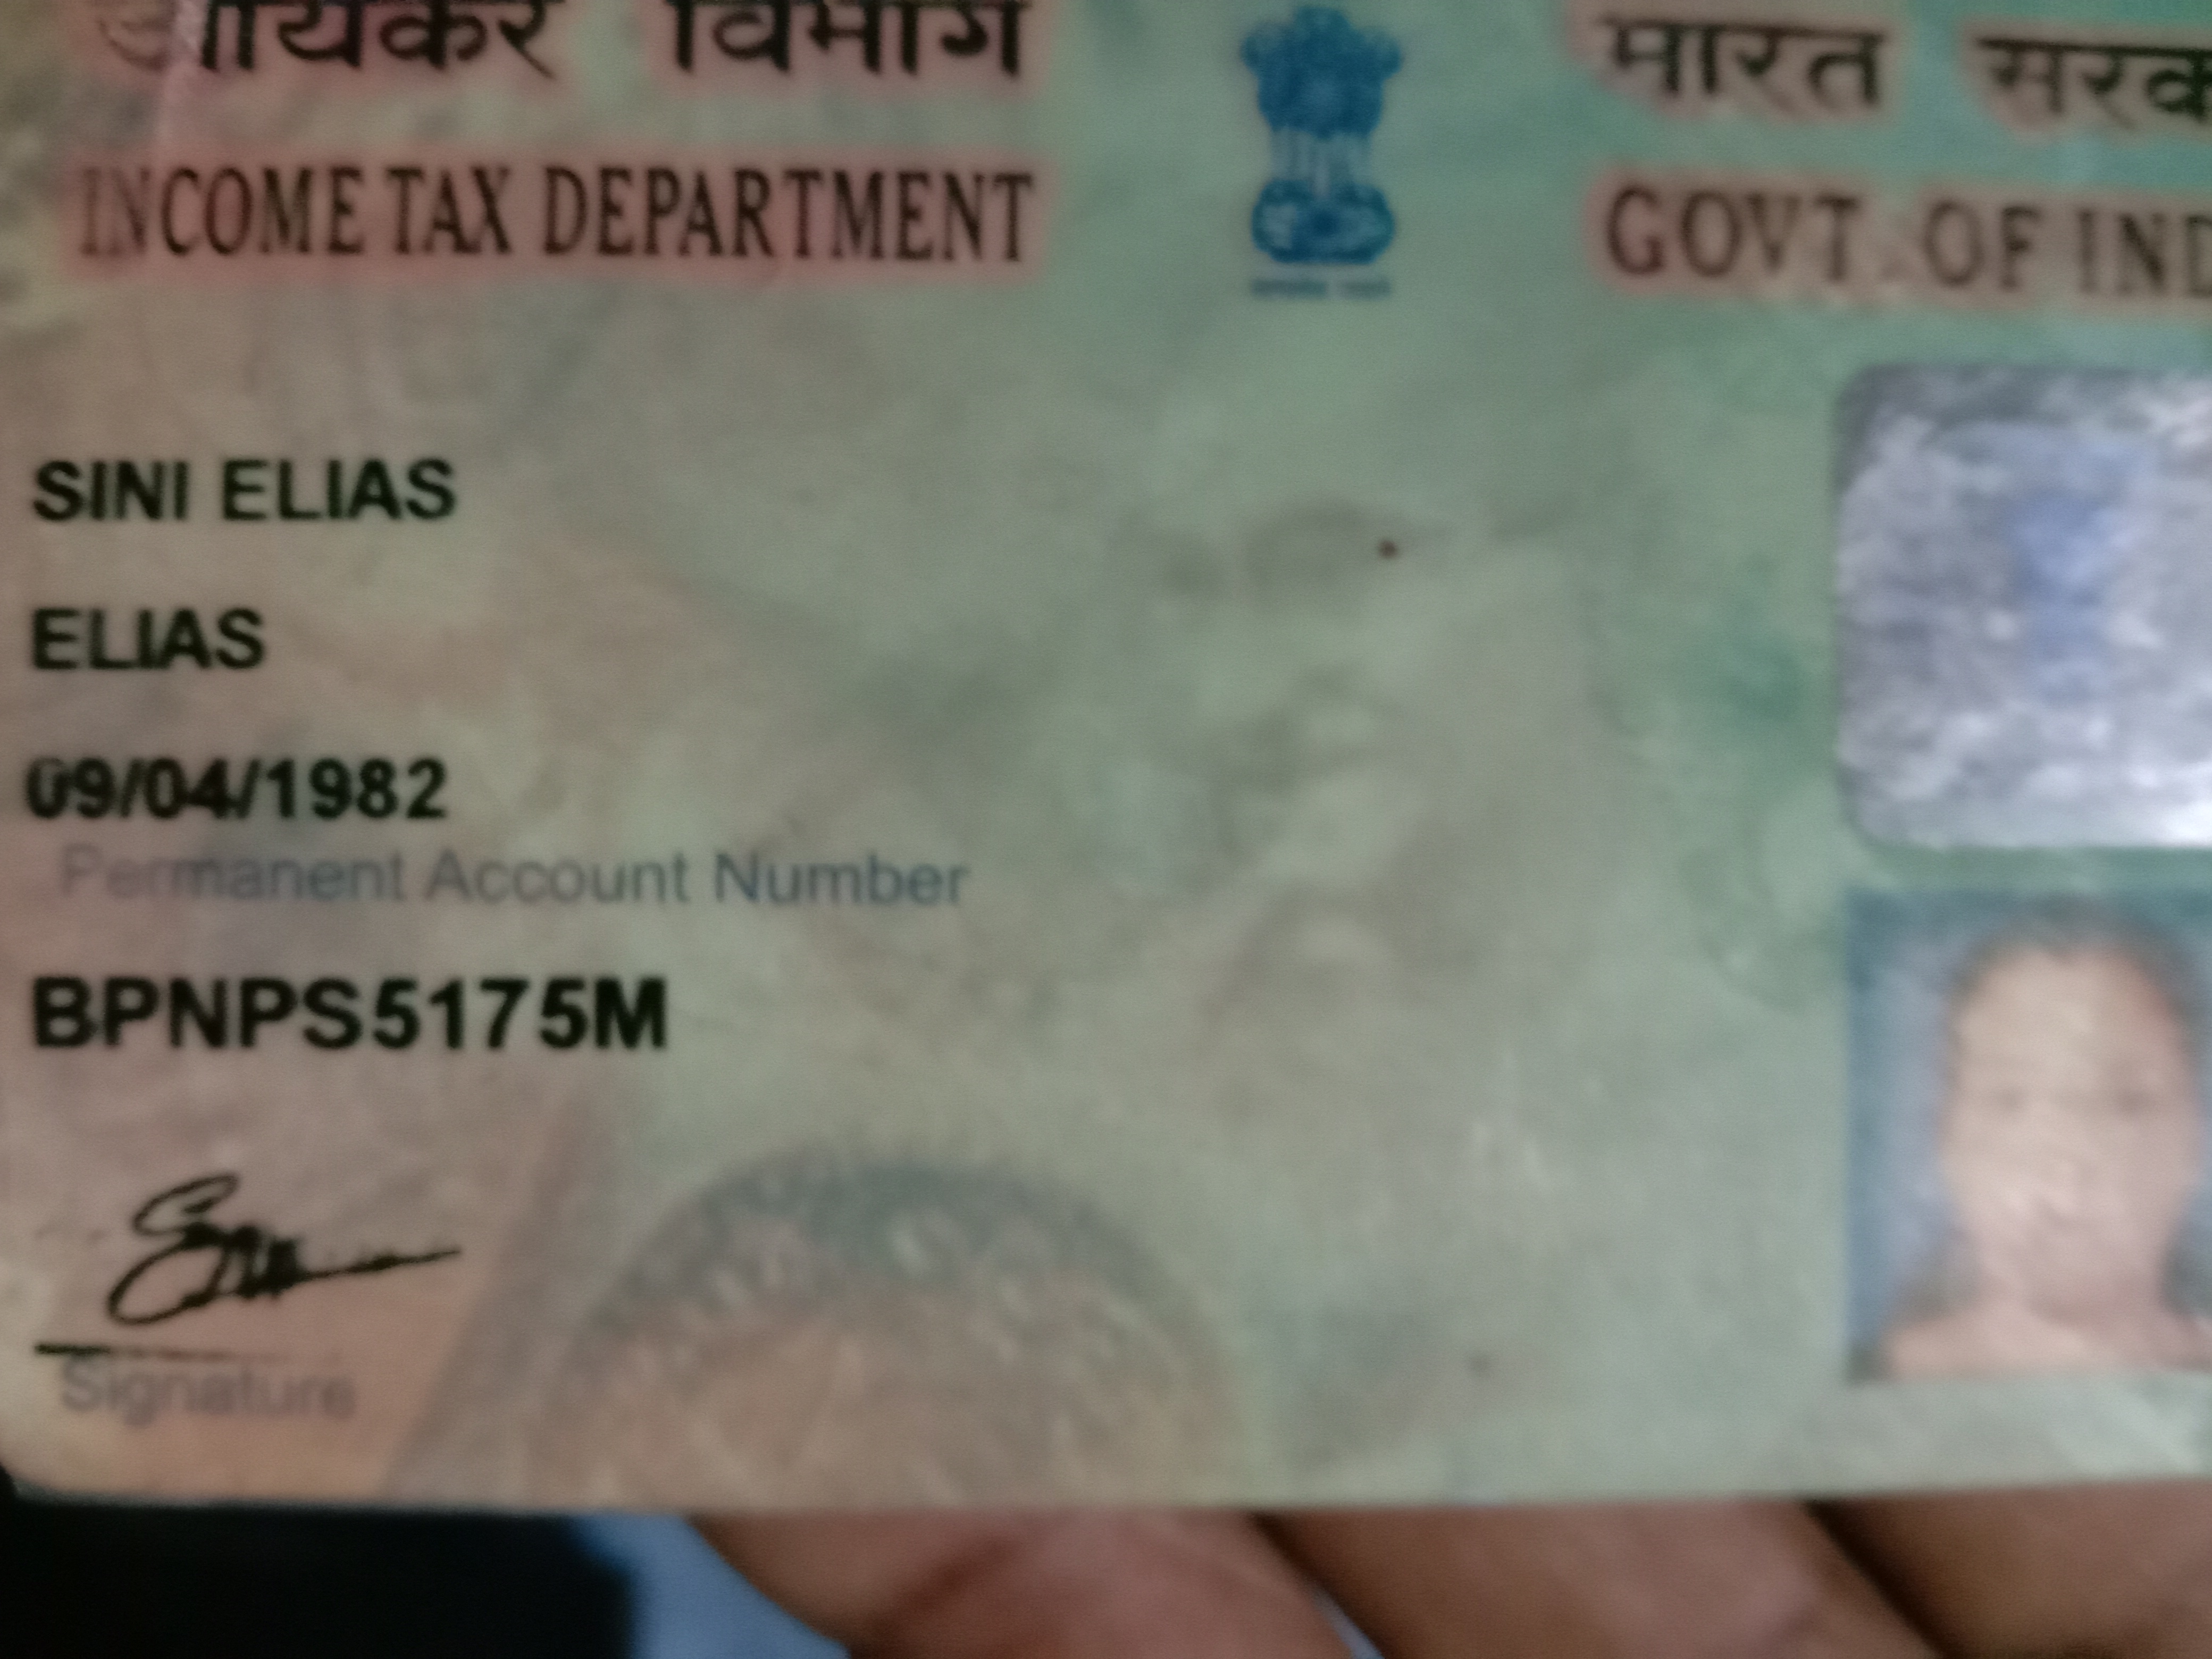 आयकर विभाग
भारत सरक
INCOME TAX DEPARTMENT
GOVT. OF IND
SINI ELIAS
ELIAS
09/04/1982
Permanent Account Number
BPNPS5175M
Signature